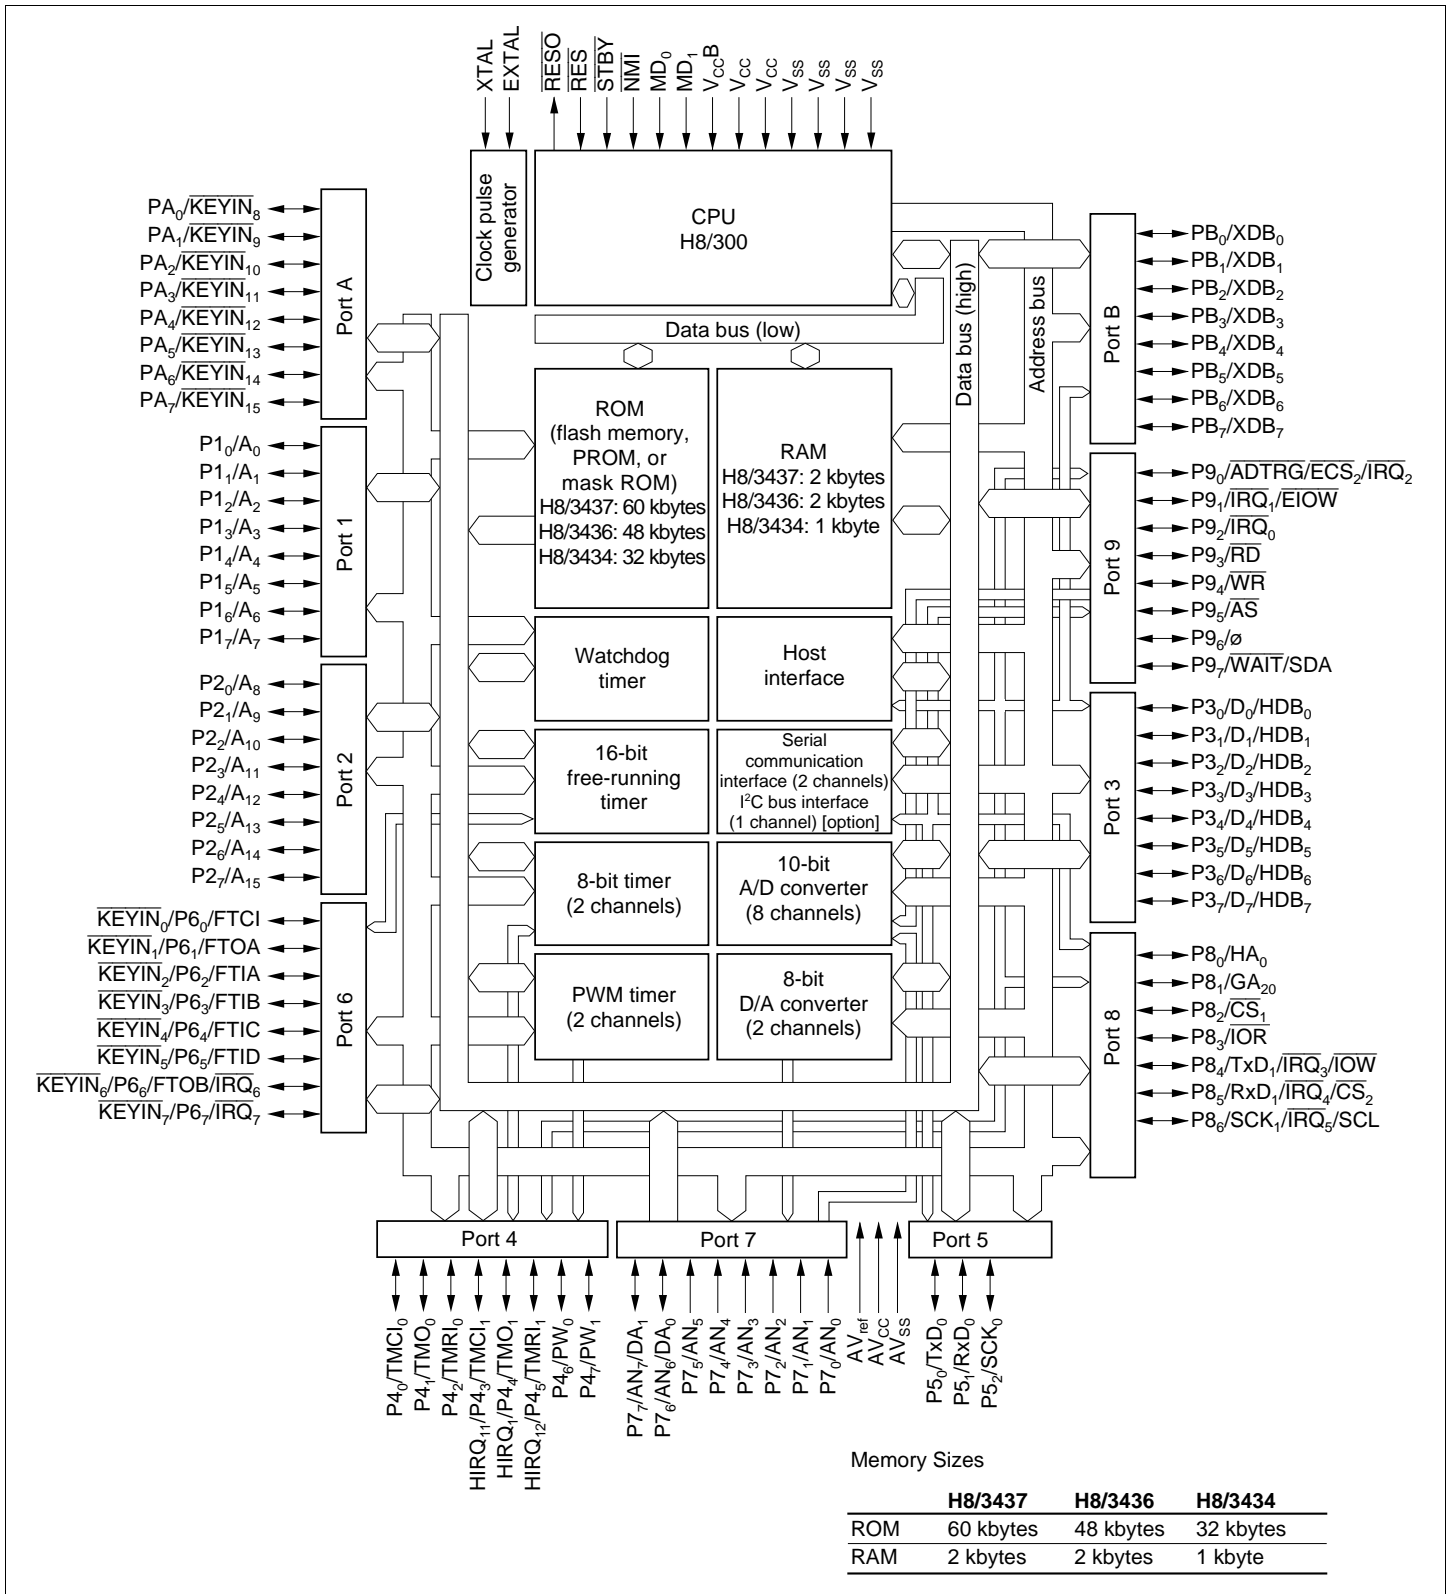 XTAL
EXTAL
RESO
RES
STBY
NMI
MD0
MD1
VCCB
VCC
VCC
VSS
VSS
VSS
VSS
Clock pulse
generator
CPU
H8/300
PA0/KEYIN8
PA1/KEYIN9
PA2/KEYIN10
PA3/KEYIN11
PA4/KEYIN12
PA5/KEYIN13
PA6/KEYIN14
PA7/KEYIN15
Port A
P10/A0
P11/A1
P12/A2
P13/A3
P14/A4
P15/A5
P16/A6
P17/A7
Port 1
P20/A8
P21/A9
P22/A10
P23/A11
P24/A12
P25/A13
P26/A14
P27/A15
Port 2
KEYIN0/P60/FTCI
KEYIN1/P61/FTOA
KEYIN2/P62/FTIA
KEYIN3/P63/FTIB
KEYIN4/P64/FTIC
KEYIN5/P65/FTID
KEYIN6/P66/FTOB/IRQ6
KEYIN7/P67/IRQ7
Port 6
Data bus (low)
Data bus (high)
Address bus
ROM
(flash memory,
PROM, or
mask ROM)
H8/3437: 60 kbytes
H8/3436: 48 kbytes
H8/3434: 32 kbytes
RAM
H8/3437: 2 kbytes
H8/3436: 2 kbytes
H8/3434: 1 kbyte
Watchdog
timer
Host
interface
16-bit
free-running
timer
Serial
communication
interface (2 channels)
I²C bus interface
(1 channel) [option]
8-bit timer
(2 channels)
10-bit
A/D converter
(8 channels)
PWM timer
(2 channels)
8-bit
D/A converter
(2 channels)
Port B
PB0/XDB0
PB1/XDB1
PB2/XDB2
PB3/XDB3
PB4/XDB4
PB5/XDB5
PB6/XDB6
PB7/XDB7
Port 9
P90/ADTRG/ECS2/IRQ2
P91/IRQ1/EIOW
P92/IRQ0
P93/RD
P94/WR
P95/AS
P96/ø
P97/WAIT/SDA
Port 3
P30/D0/HDB0
P31/D1/HDB1
P32/D2/HDB2
P33/D3/HDB3
P34/D4/HDB4
P35/D5/HDB5
P36/D6/HDB6
P37/D7/HDB7
Port 8
P80/HA0
P81/GA20
P82/CS1
P83/IOR
P84/TxD1/IRQ3/IOW
P85/RxD1/IRQ4/CS2
P86/SCK1/IRQ5/SCL
Port 4
P40/TMCI0
P41/TMO0
P42/TMRI0
HIRQ11/P43/TMCI1
HIRQ1/P44/TMO1
HIRQ12/P45/TMRI1
P46/PW0
P47/PW1
Port 7
P77/AN7/DA1
P76/AN6/DA0
P75/AN5
P74/AN4
P73/AN3
P72/AN2
P71/AN1
P70/AN0
AVref
AVCC
AVSS
Port 5
P50/TxD0
P51/RxD0
P52/SCK0
Memory Sizes
H8/3437 H8/3436 H8/3434
ROM 60 kbytes 48 kbytes 32 kbytes
RAM 2 kbytes 2 kbytes 1 kbyte